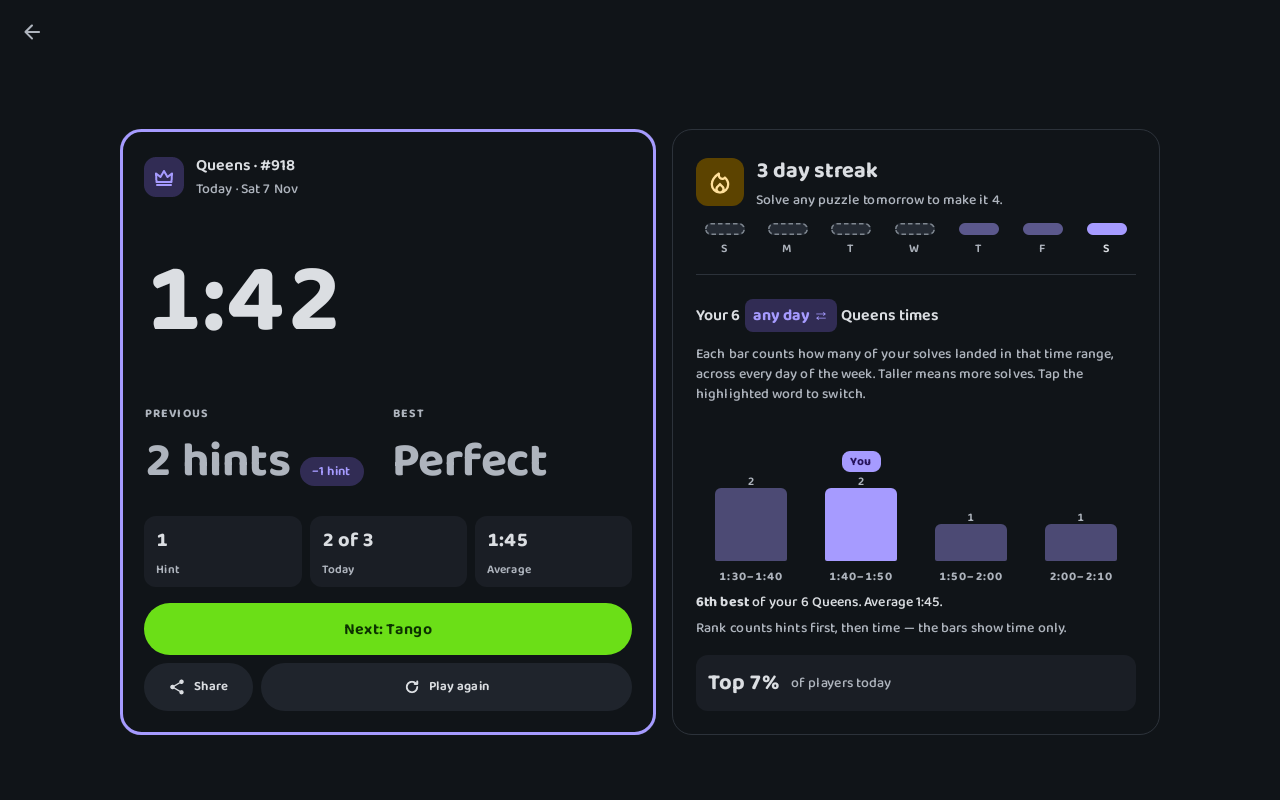 Queens · #918
Today · Sat 7 Nov
1:42
PREVIOUS
2 hints
−1 hint
BEST
Perfect
1
Hint
2 of 3
Today
1:45
Average
Next: Tango
Share
Play again
3 day streak
Solve any puzzle tomorrow to make it 4.
S M T W T F S
Your 6 any day ⇄ Queens times
Each bar counts how many of your solves landed in that time range,
across every day of the week. Taller means more solves. Tap the
highlighted word to switch.
You
2 2 1 1
1:30–1:40 1:40–1:50 1:50–2:00 2:00–2:10
6th best of your 6 Queens. Average 1:45.
Rank counts hints first, then time — the bars show time only.
Top 7% of players today